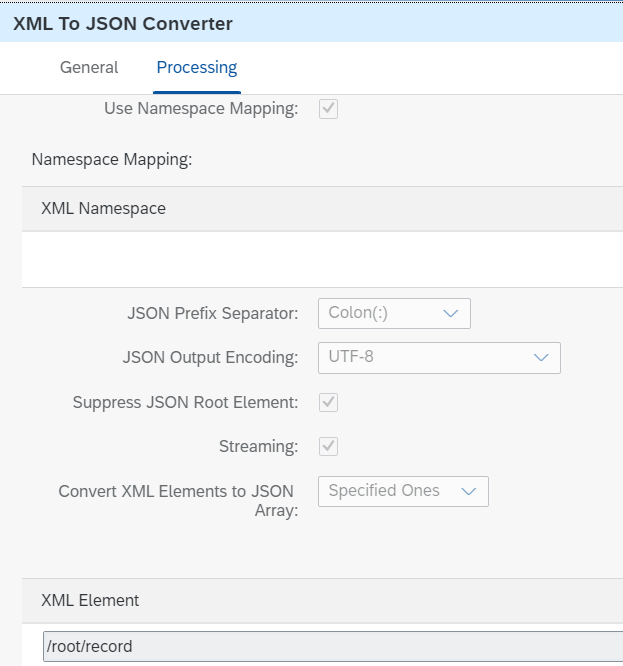 XML To JSON Converter
General Processing
Use Namespace Mapping:
Namespace Mapping:
XML Namespace
JSON Prefix Separator: Colon(:)
JSON Output Encoding: UTF-8
Suppress JSON Root Element:
Streaming:
Convert XML Elements to JSON Specified Ones
Array:
XML Element
/root/record